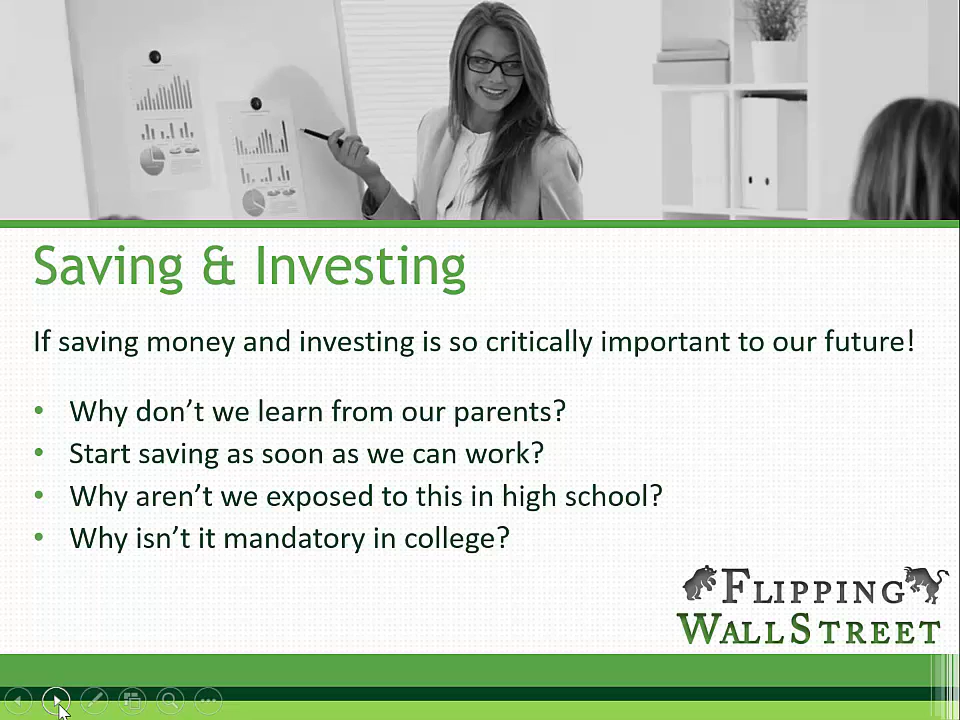 Saving & Investing
If saving money and investing is so critically important to our future!
• Why don’t we learn from our parents?
• Start saving as soon as we can work?
• Why aren’t we exposed to this in high school?
• Why isn’t it mandatory in college?
FLIPPING
WALLSTREET